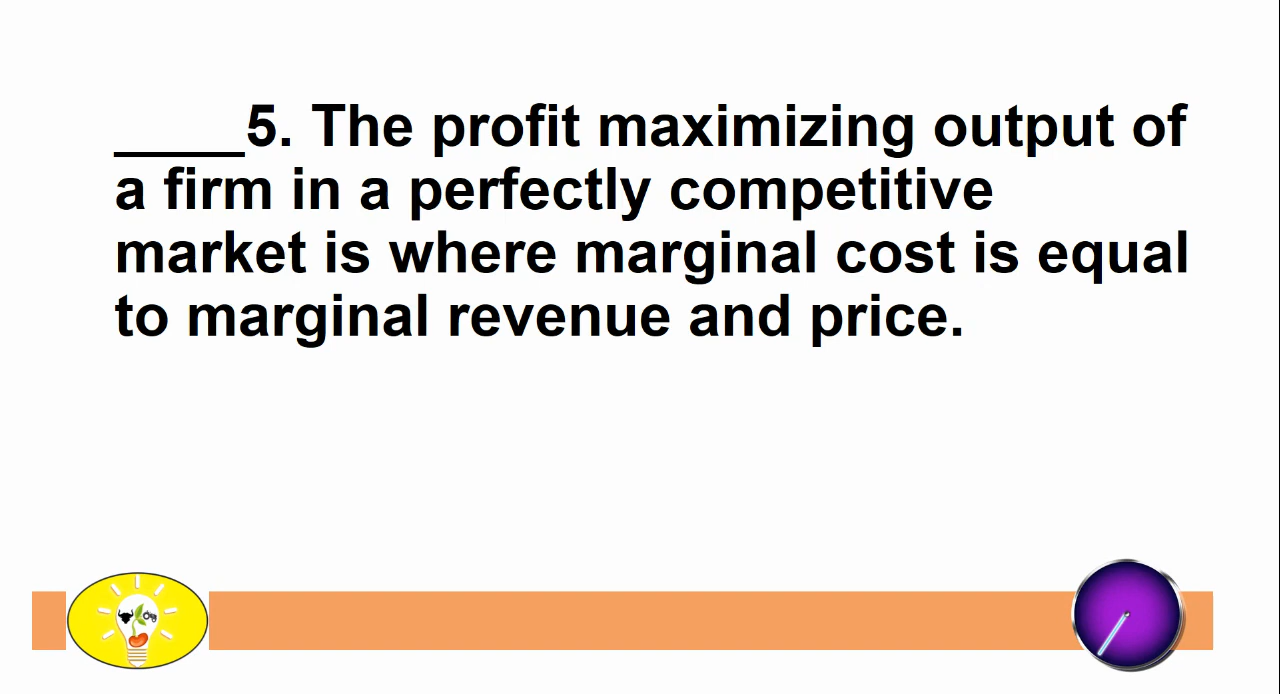 ____5. The profit maximizing output of
a firm in a perfectly competitive
market is where marginal cost is equal
to marginal revenue and price.